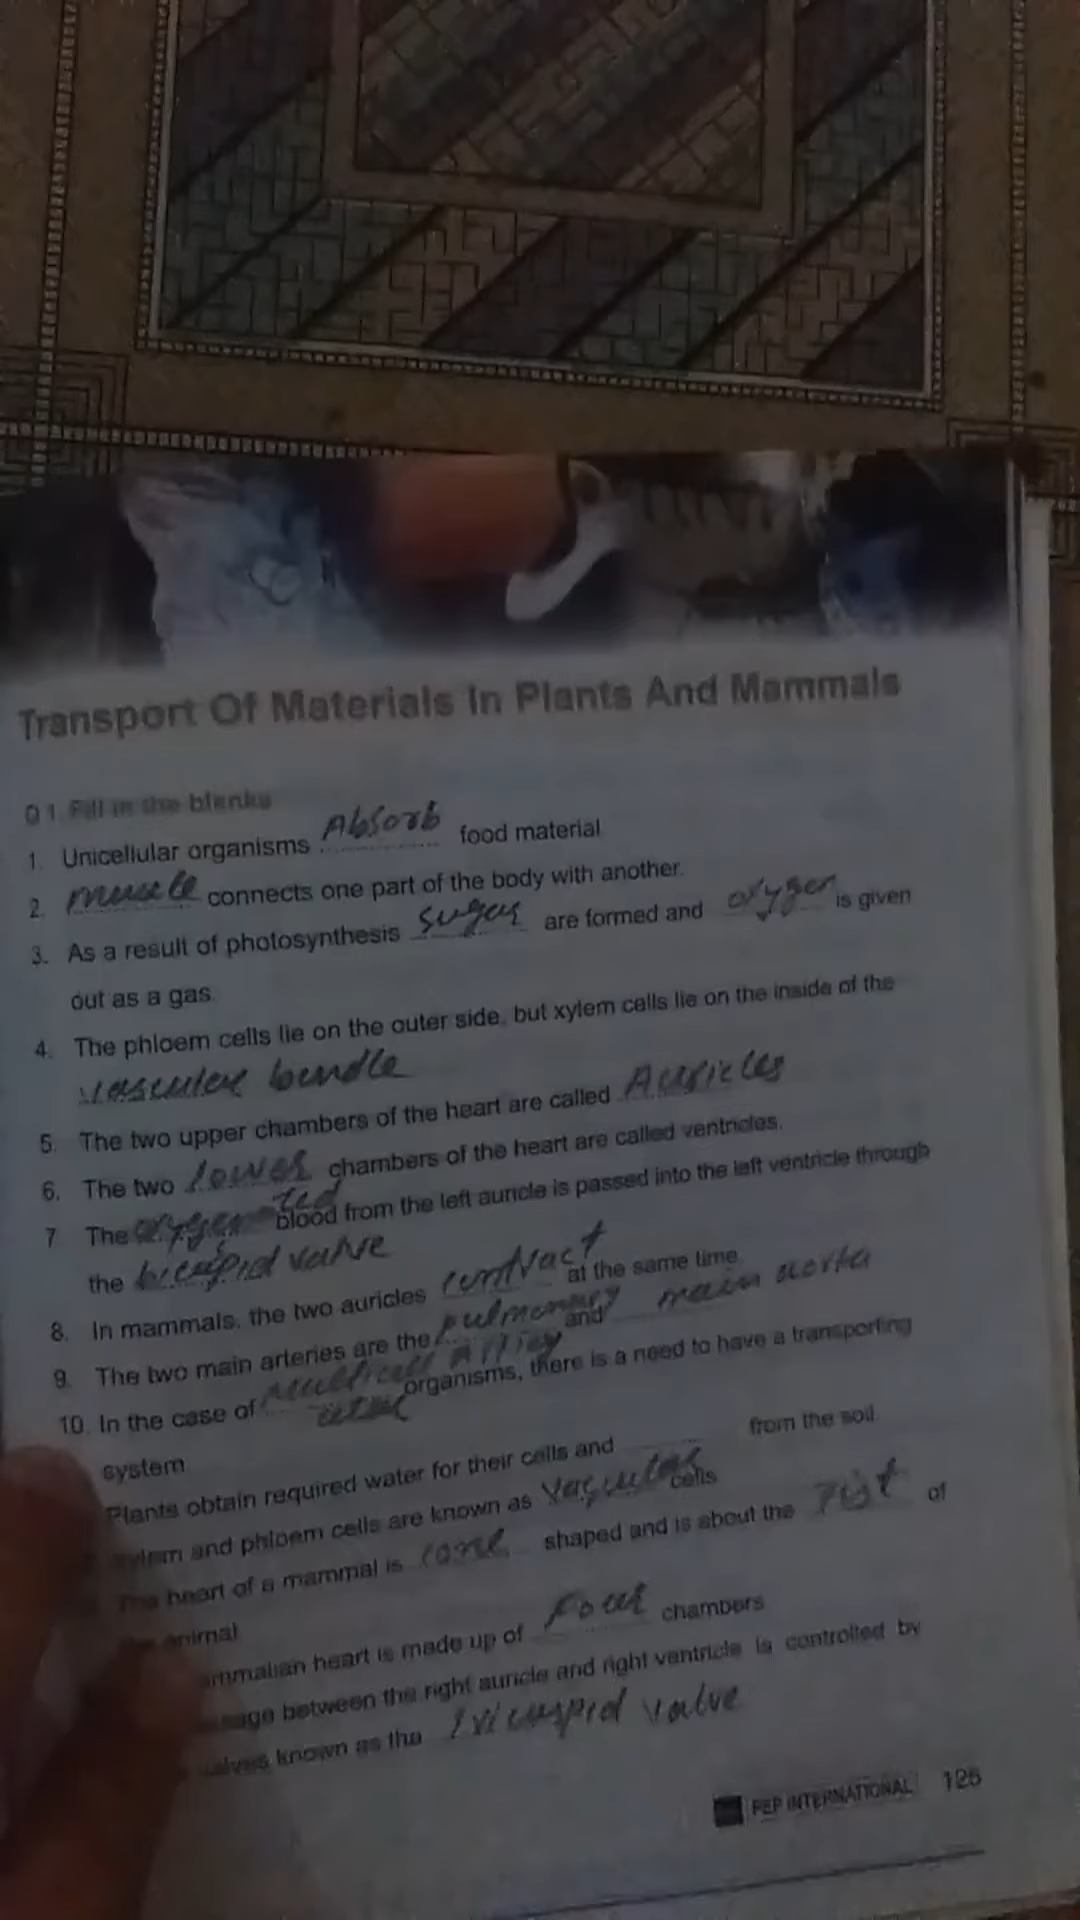 Transport Of Materials In Plants And Mammals
Q 1. Fill in the blanks
1. Unicellular organisms Absorb food material
2. muscle connects one part of the body with another.
3. As a result of photosynthesis sugar are formed and oxygen is given
out as a gas.
4. The phloem cells lie on the outer side, but xylem cells lie on the inside of the
vascular bundle
5. The two upper chambers of the heart are called Auricles
6. The two lower chambers of the heart are called ventricles.
7 The oxygenated blood from the left auricle is passed into the left ventricle through
the bicuspid valve
8. In mammals, the two auricles contract at the same time
9. The two main arteries are the pulmonary and main aorta
10. In the case of organisms, there is a need to have a transporting
system
Plants obtain required water for their cells and from the soil
and phloem cells are known as vascular cells
The heart of a mammal is cone shaped and is about the fist of
animal
mmalian heart is made up of Four chambers
between the right auricle and right ventricle is controlled by
valves known as the tricuspid valve
PEP INTERNATIONAL 125